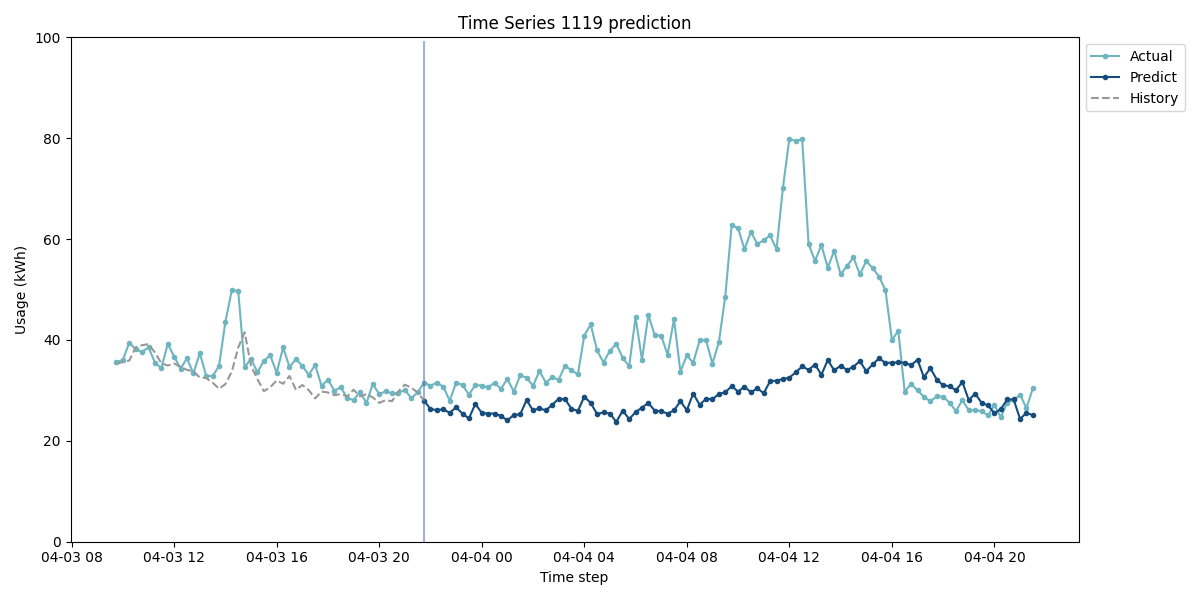 Time Series 1119 prediction
100
80
60
40
20
0
Usage (kWh)
04-03 08
04-03 12
04-03 16
04-03 20
04-04 00
04-04 04
04-04 08
04-04 12
04-04 16
04-04 20
Time step
Actual
Predict
History